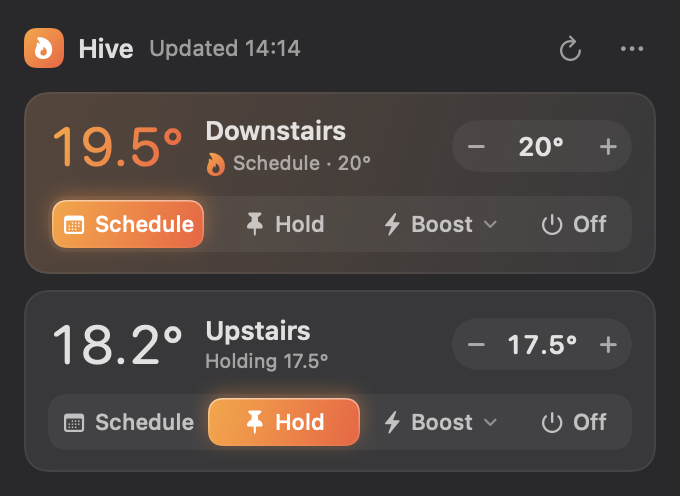 Hive Updated 14:14
19.5° Downstairs
Schedule · 20°
− 20° +
Schedule Hold Boost Off
18.2° Upstairs
Holding 17.5°
− 17.5° +
Schedule Hold Boost Off